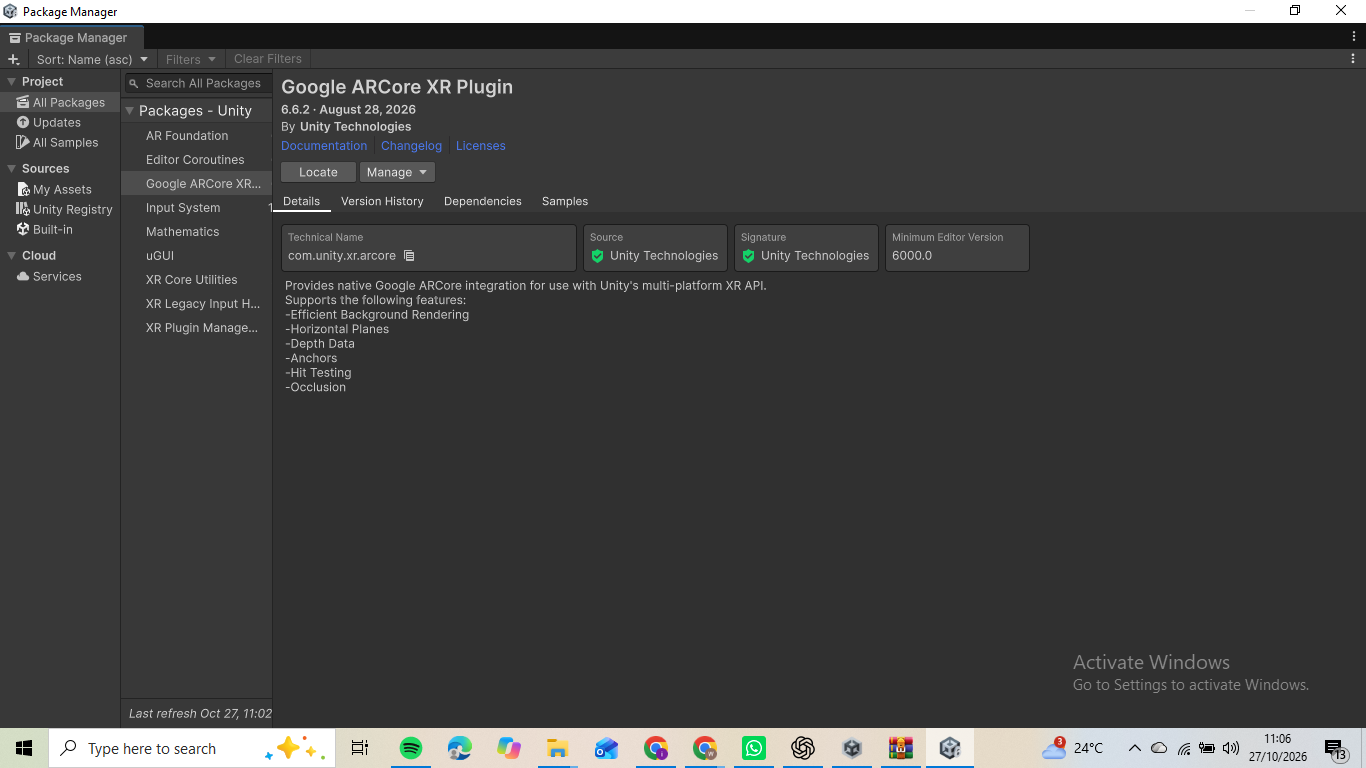 Package Manager
Package Manager
Sort: Name (asc) Filters Clear Filters
Project
All Packages
Updates
All Samples
Sources
My Assets
Unity Registry
Built-in
Cloud
Services
Search All Packages
Packages - Unity
AR Foundation
Editor Coroutines
Google ARCore XR...
Input System 1
Mathematics
uGUI
XR Core Utilities
XR Legacy Input H...
XR Plugin Manage...
Last refresh Oct 27, 11:02
Google ARCore XR Plugin
6.6.2 · August 28, 2026
By Unity Technologies
Documentation Changelog Licenses
Locate Manage
Details Version History Dependencies Samples
Technical Name
com.unity.xr.arcore
Source
Unity Technologies
Signature
Unity Technologies
Minimum Editor Version
6000.0
Provides native Google ARCore integration for use with Unity's multi-platform XR API.
Supports the following features:
-Efficient Background Rendering
-Horizontal Planes
-Depth Data
-Anchors
-Hit Testing
-Occlusion
Activate Windows
Go to Settings to activate Windows.
Type here to search
3
24°C
11:06
27/10/2026
13